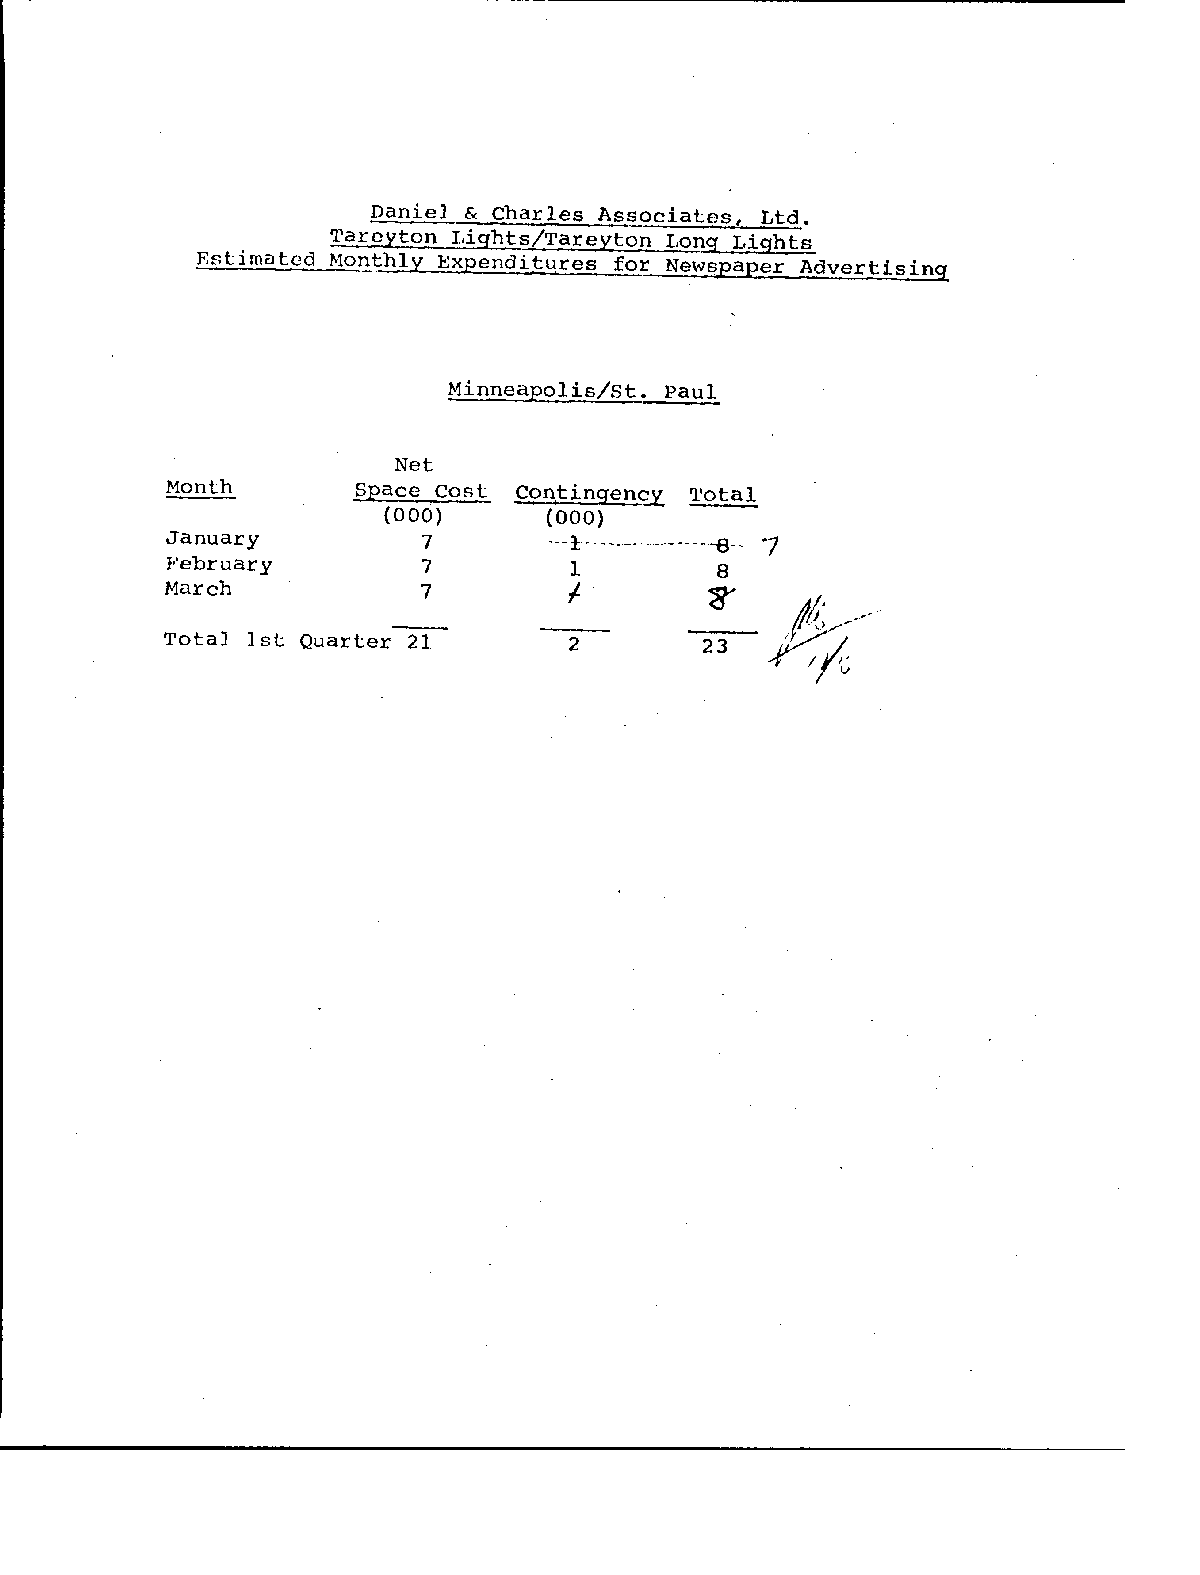 Daniel & Charles Associates, Ltd.
Tareyton Lights/Tareyton Long Lights
Estimated Monthly Expenditures for Newspaper Advertising
Minneapolis/St. Paul
Net
Month Space Cost Contingency Total
(000) (000)
January 7 1 8 7
February 7 1 8
March 7 1 8
Total 1st Quarter 21 2 23